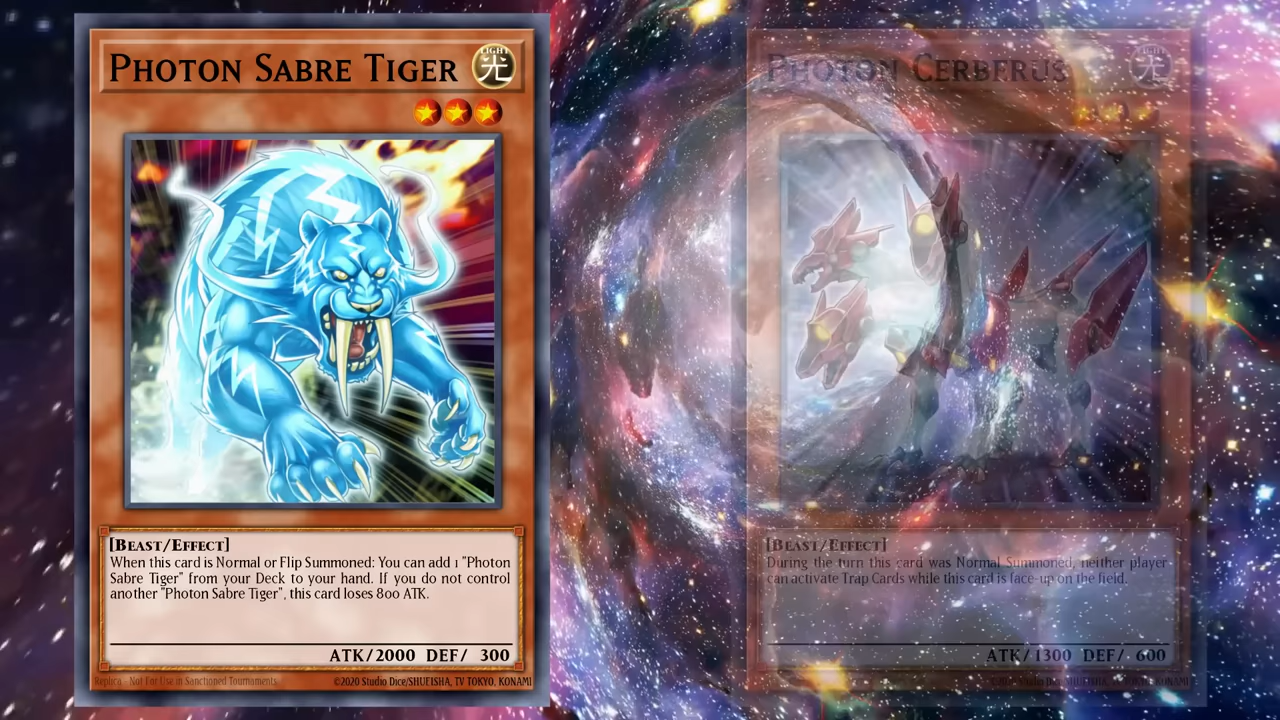 PHOTON SABRE TIGER
LIGHT
光
[BEAST/EFFECT]
When this card is Normal or Flip Summoned: You can add 1 "Photon
Sabre Tiger" from your Deck to your hand. If you do not control
another "Photon Sabre Tiger", this card loses 800 ATK.
ATK/2000 DEF/ 300
Replica - Not For Use in Sanctioned Tournaments
©2020 Studio Dice/SHUEISHA, TV TOKYO, KONAMI
PHOTON CERBERUS
LIGHT
光
[BEAST/EFFECT]
During the turn this card was Normal Summoned, neither player
can activate Trap Cards while this card is face-up on the field.
ATK/1300 DEF/ 600